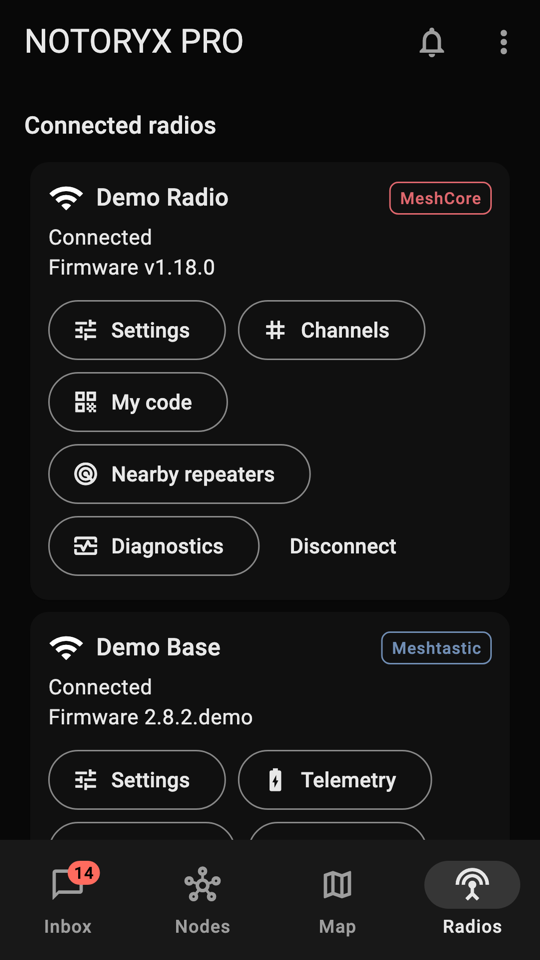 NOTORYX PRO
Connected radios
Demo Radio
MeshCore
Connected
Firmware v1.18.0
Settings
Channels
My code
Nearby repeaters
Diagnostics
Disconnect
Demo Base
Meshtastic
Connected
Firmware 2.8.2.demo
Settings
Telemetry
14
Inbox
Nodes
Map
Radios